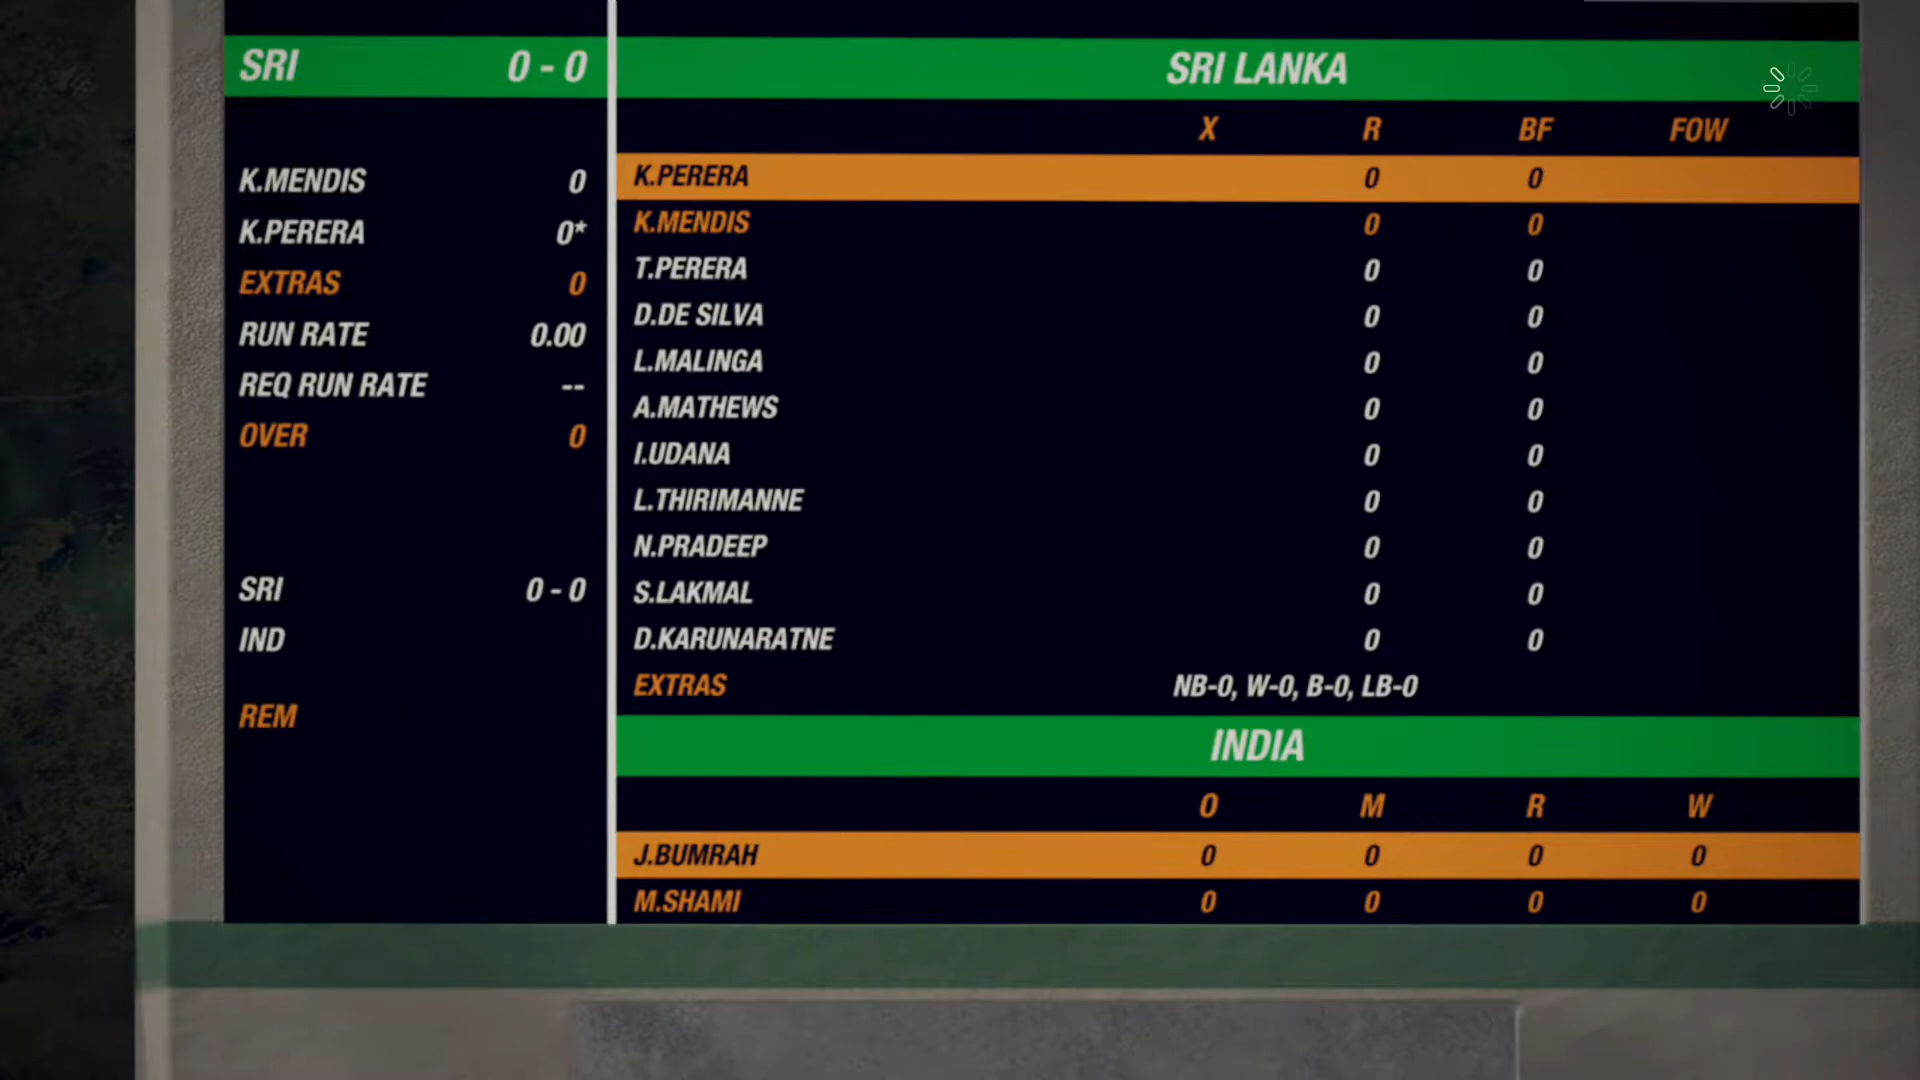 SRI 0 - 0
K.MENDIS 0
K.PERERA 0*
EXTRAS 0
RUN RATE 0.00
REQ RUN RATE --
OVER 0
SRI 0 - 0
IND
REM
SRI LANKA
X R BF FOW
K.PERERA 0 0
K.MENDIS 0 0
T.PERERA 0 0
D.DE SILVA 0 0
L.MALINGA 0 0
A.MATHEWS 0 0
I.UDANA 0 0
L.THIRIMANNE 0 0
N.PRADEEP 0 0
S.LAKMAL 0 0
D.KARUNARATNE 0 0
EXTRAS NB-0, W-0, B-0, LB-0
INDIA
O M R W
J.BUMRAH 0 0 0 0
M.SHAMI 0 0 0 0